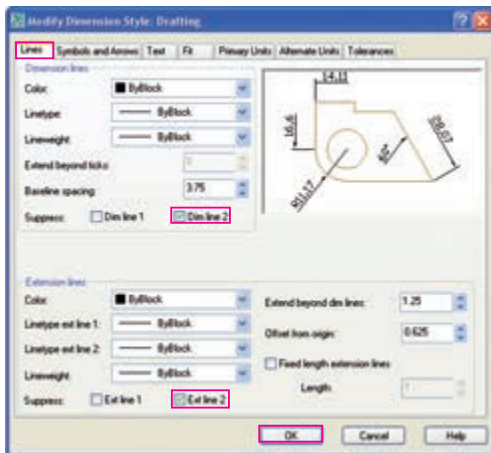 Modify Dimension Style: Drafting
Lines Symbols and Arrows Text Fit Primary Units Alternate Units Tolerances
Dimension lines
Color: ByBlock
Linetype: ByBlock
Lineweight: ByBlock
Extend beyond ticks: 0
Baseline spacing: 3.75
Suppress: Dim line 1 Dim line 2
14.11
16.6
60°
R11.17
Extension lines
Color: ByBlock
Linetype ext line 1: ByBlock
Linetype ext line 2: ByBlock
Lineweight: ByBlock
Suppress: Ext line 1 Ext line 2
Extend beyond dim lines: 1.25
Offset from origin: 0.625
Fixed length extension lines
Length: 1
OK Cancel Help